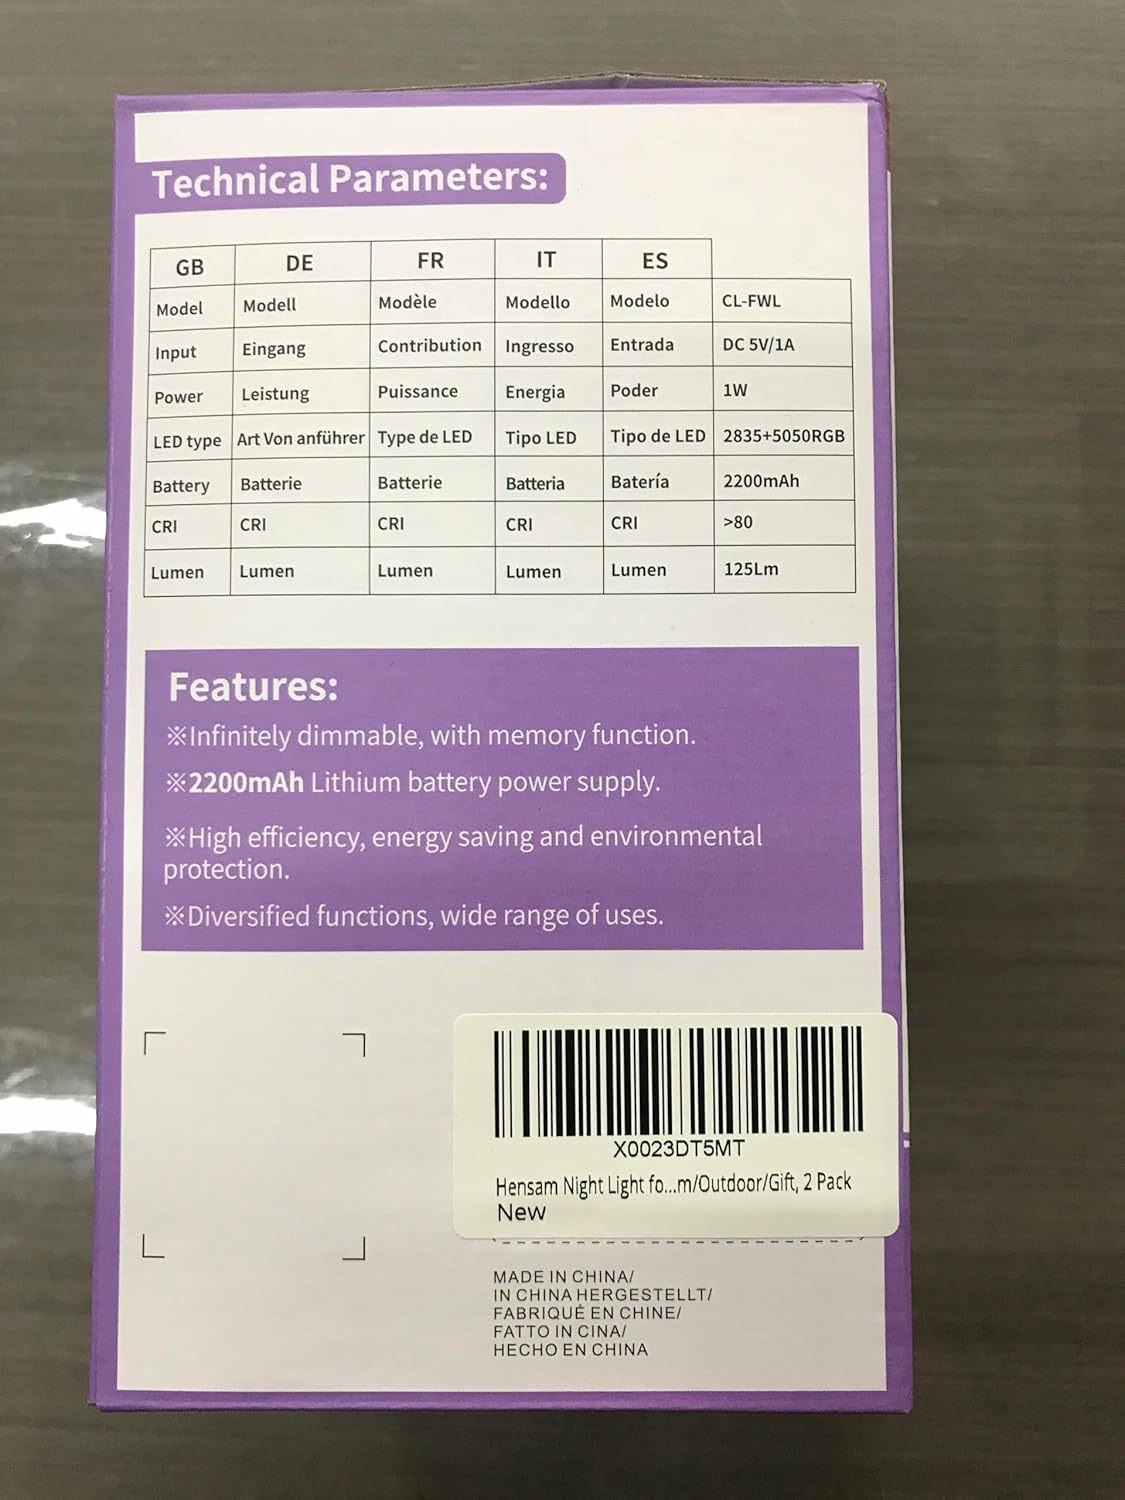 Technical Parameters:
GB DE FR IT ES
Model Modell Modèle Modello Modelo CL-FWL
Input Eingang Contribution Ingresso Entrada DC 5V/1A
Power Leistung Puissance Energia Poder 1W
LED type Art Von anführer Type de LED Tipo LED Tipo de LED 2835+5050RGB
Battery Batterie Batterie Batteria Batería 2200mAh
CRI CRI CRI CRI CRI >80
Lumen Lumen Lumen Lumen Lumen 125Lm
Features:
※Infinitely dimmable, with memory function.
※2200mAh Lithium battery power supply.
※High efficiency, energy saving and environmental
protection.
※Diversified functions, wide range of uses.
X0023DT5MT
Hensam Night Light fo...m/Outdoor/Gift, 2 Pack
New
MADE IN CHINA/
IN CHINA HERGESTELLT/
FABRIQUÉ EN CHINE/
FATTO IN CINA/
HECHO EN CHINA